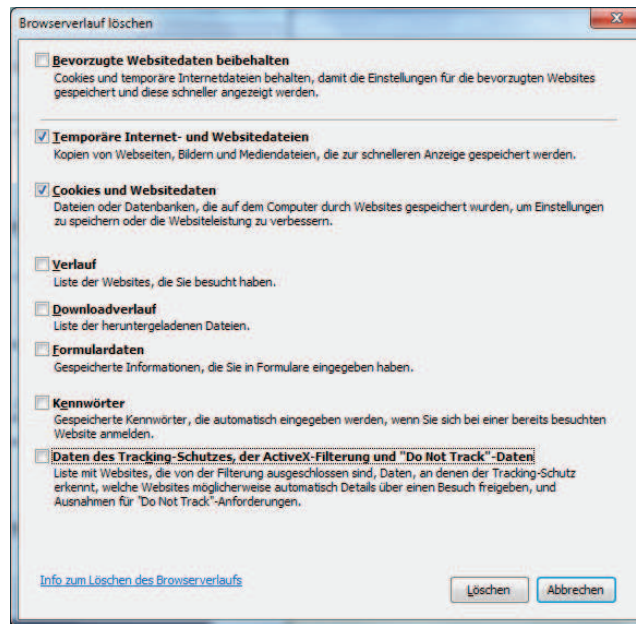 Browserverlauf löschen
Bevorzugte Websitedaten beibehalten
Cookies und temporäre Internetdateien behalten, damit die Einstellungen für die bevorzugten Websites
gespeichert und diese schneller angezeigt werden.
Temporäre Internet- und Websitedateien
Kopien von Webseiten, Bildern und Mediendateien, die zur schnelleren Anzeige gespeichert werden.
Cookies und Websitedaten
Dateien oder Datenbanken, die auf dem Computer durch Websites gespeichert wurden, um Einstellungen
zu speichern oder die Websiteleistung zu verbessern.
Verlauf
Liste der Websites, die Sie besucht haben.
Downloadverlauf
Liste der heruntergeladenen Dateien.
Formulardaten
Gespeicherte Informationen, die Sie in Formulare eingegeben haben.
Kennwörter
Gespeicherte Kennwörter, die automatisch eingegeben werden, wenn Sie sich bei einer bereits besuchten
Website anmelden.
Daten des Tracking-Schutzes, der ActiveX-Filterung und "Do Not Track"-Daten
Liste mit Websites, die von der Filterung ausgeschlossen sind, Daten, an denen der Tracking-Schutz
erkennt, welche Websites möglicherweise automatisch Details über einen Besuch freigeben, und
Ausnahmen für "Do Not Track"-Anforderungen.
Info zum Löschen des Browserverlaufs
Löschen
Abbrechen